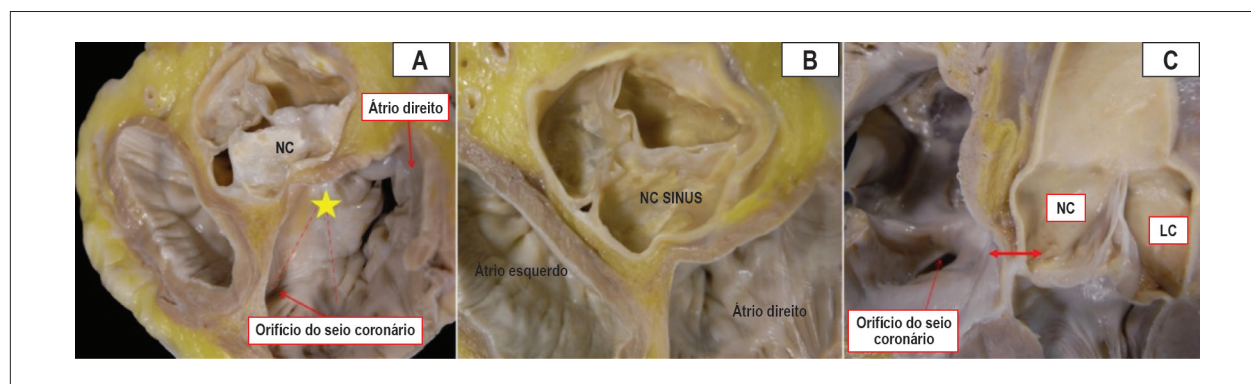 A
Átrio direito
NC
Orifício do seio coronário
B
NC SINUS
Átrio esquerdo
Átrio direito
C
NC
LC
Orifício do seio
coronário